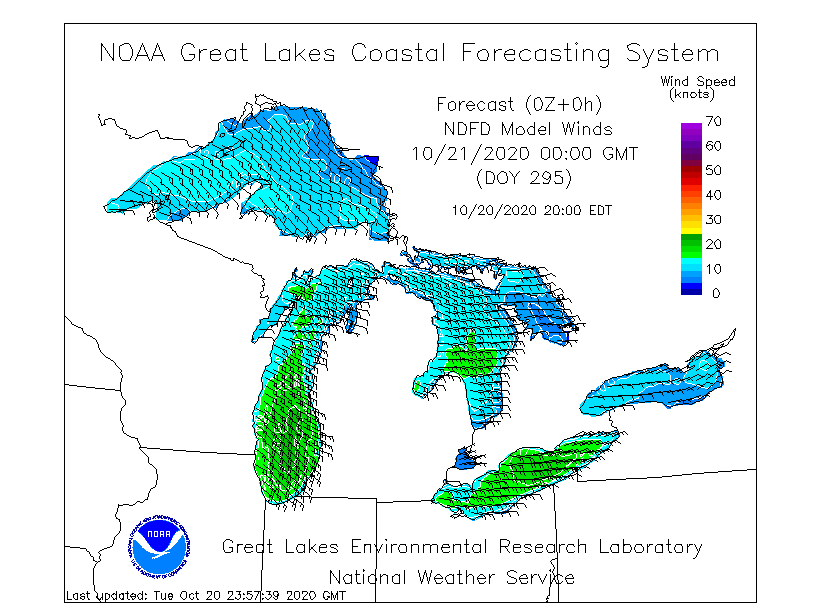 NOAA Great Lakes Coastal Forecasting System
Wind Speed
(knots)
Forecast (0Z+0h)
NDFD Model Winds
10/21/2020 00:00 GMT
(DOY 295)
10/20/2020 20:00 EDT
70
60
50
40
30
20
10
0
NOAA
Great Lakes Environmental Research Laboratory
National Weather Service
Last updated: Tue Oct 20 23:57:39 2020 GMT